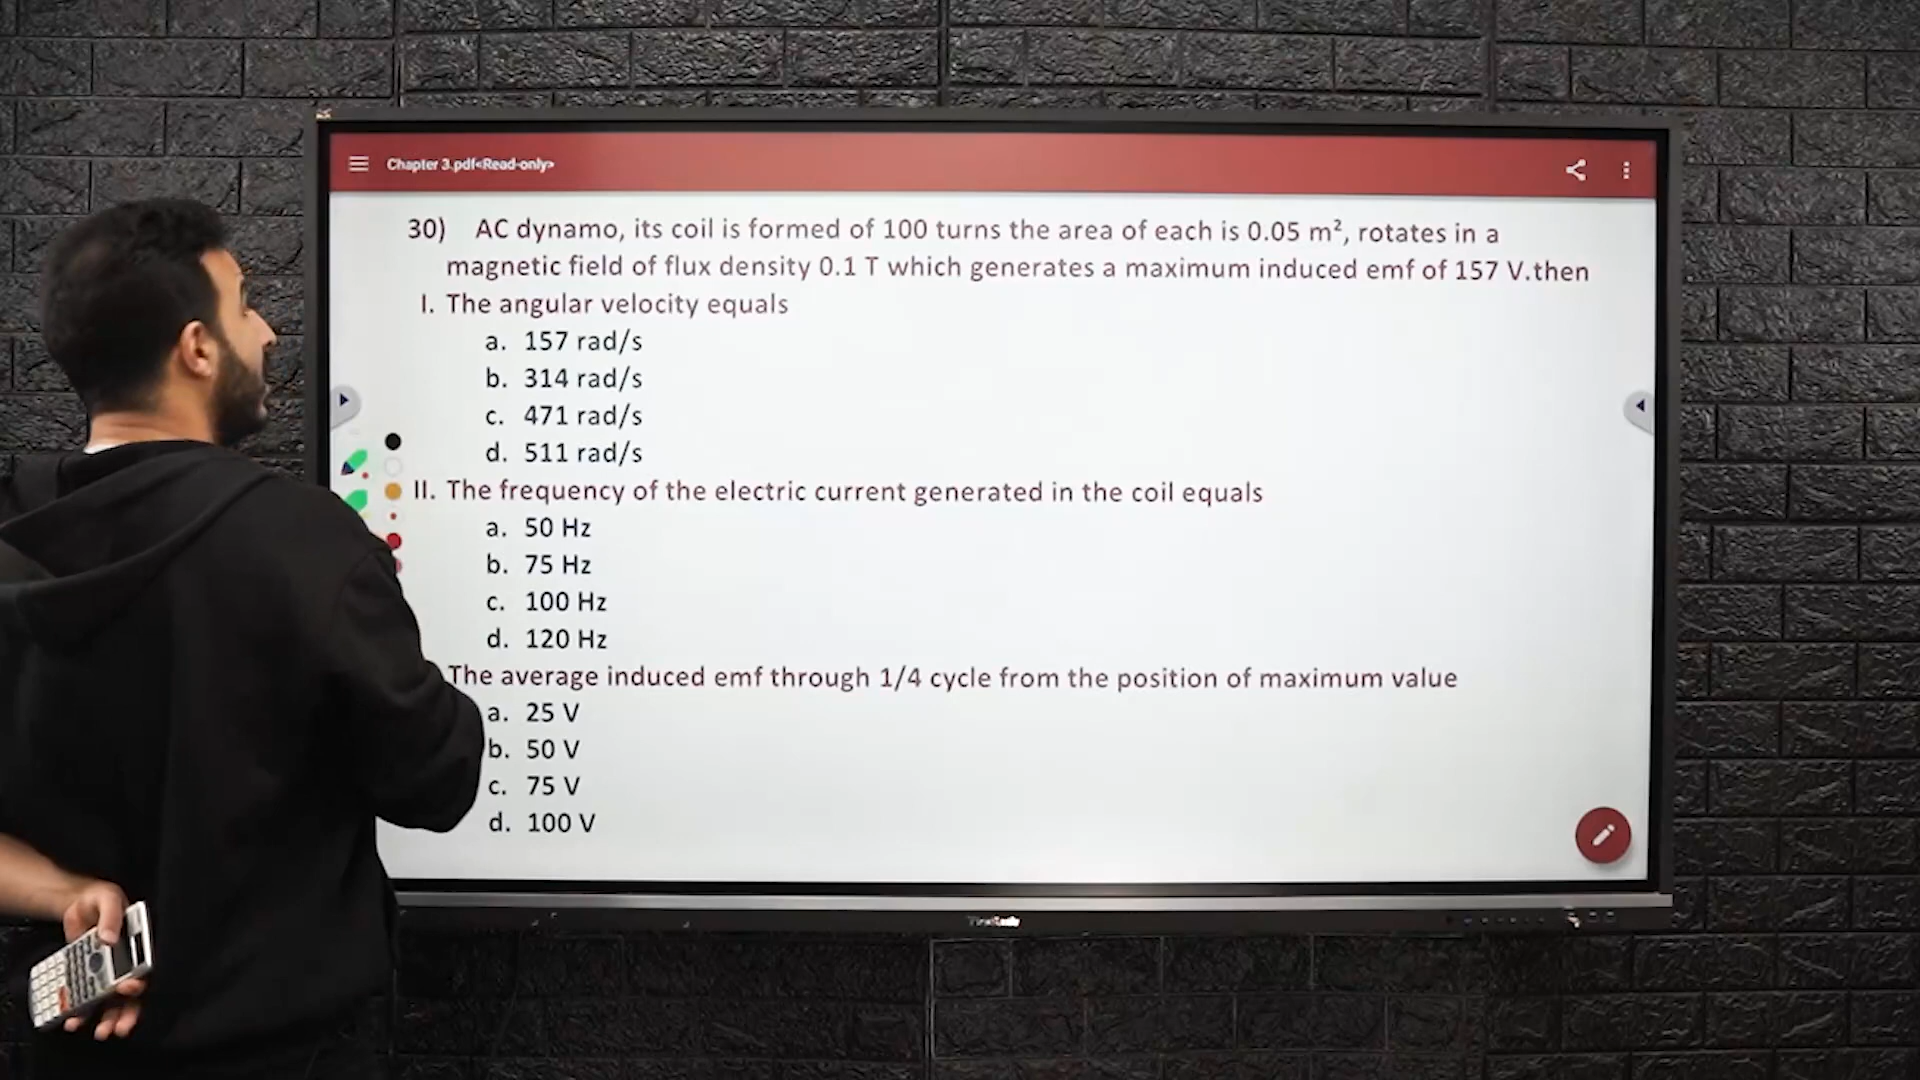 Chapter 3.pdf<Read-only>
30) AC dynamo, its coil is formed of 100 turns the area of each is 0.05 m², rotates in a
magnetic field of flux density 0.1 T which generates a maximum induced emf of 157 V.then
I. The angular velocity equals
a. 157 rad/s
b. 314 rad/s
c. 471 rad/s
d. 511 rad/s
II. The frequency of the electric current generated in the coil equals
a. 50 Hz
b. 75 Hz
c. 100 Hz
d. 120 Hz
The average induced emf through 1/4 cycle from the position of maximum value
a. 25 V
b. 50 V
c. 75 V
d. 100 V